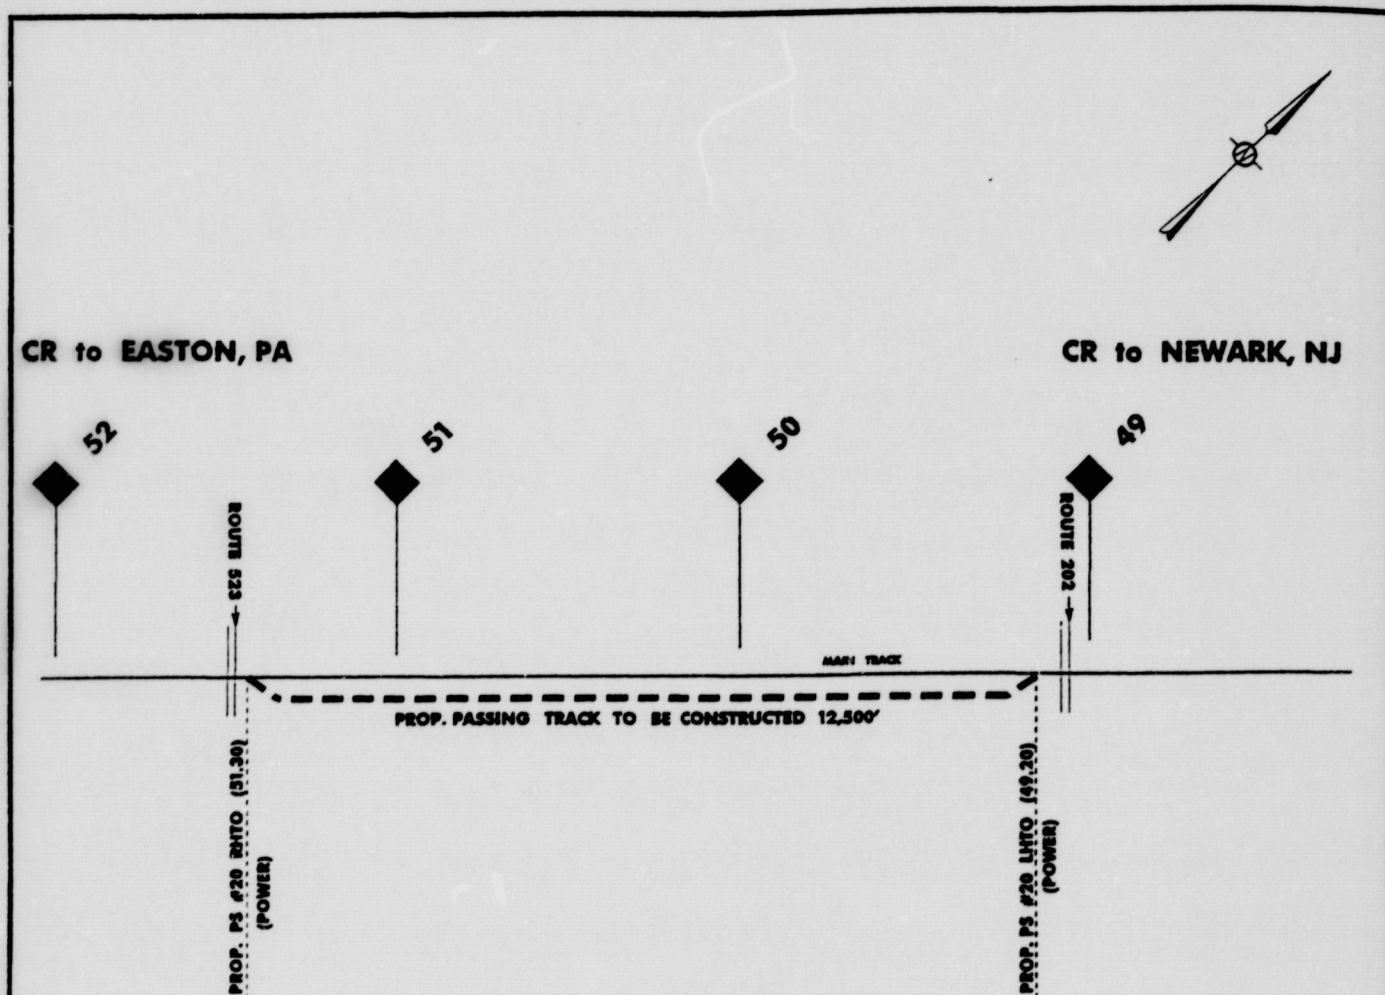 CR to EASTON, PA
CR to NEWARK, NJ
52
51
50
49
ROUTE 523
ROUTE 202
MAIN TRACK
PROP. PASSING TRACK TO BE CONSTRUCTED 12,500'
PROP. PS #20 RHTO (51.30)
(POWER)
PROP. PS #20 LHTO (49.20)
(POWER)